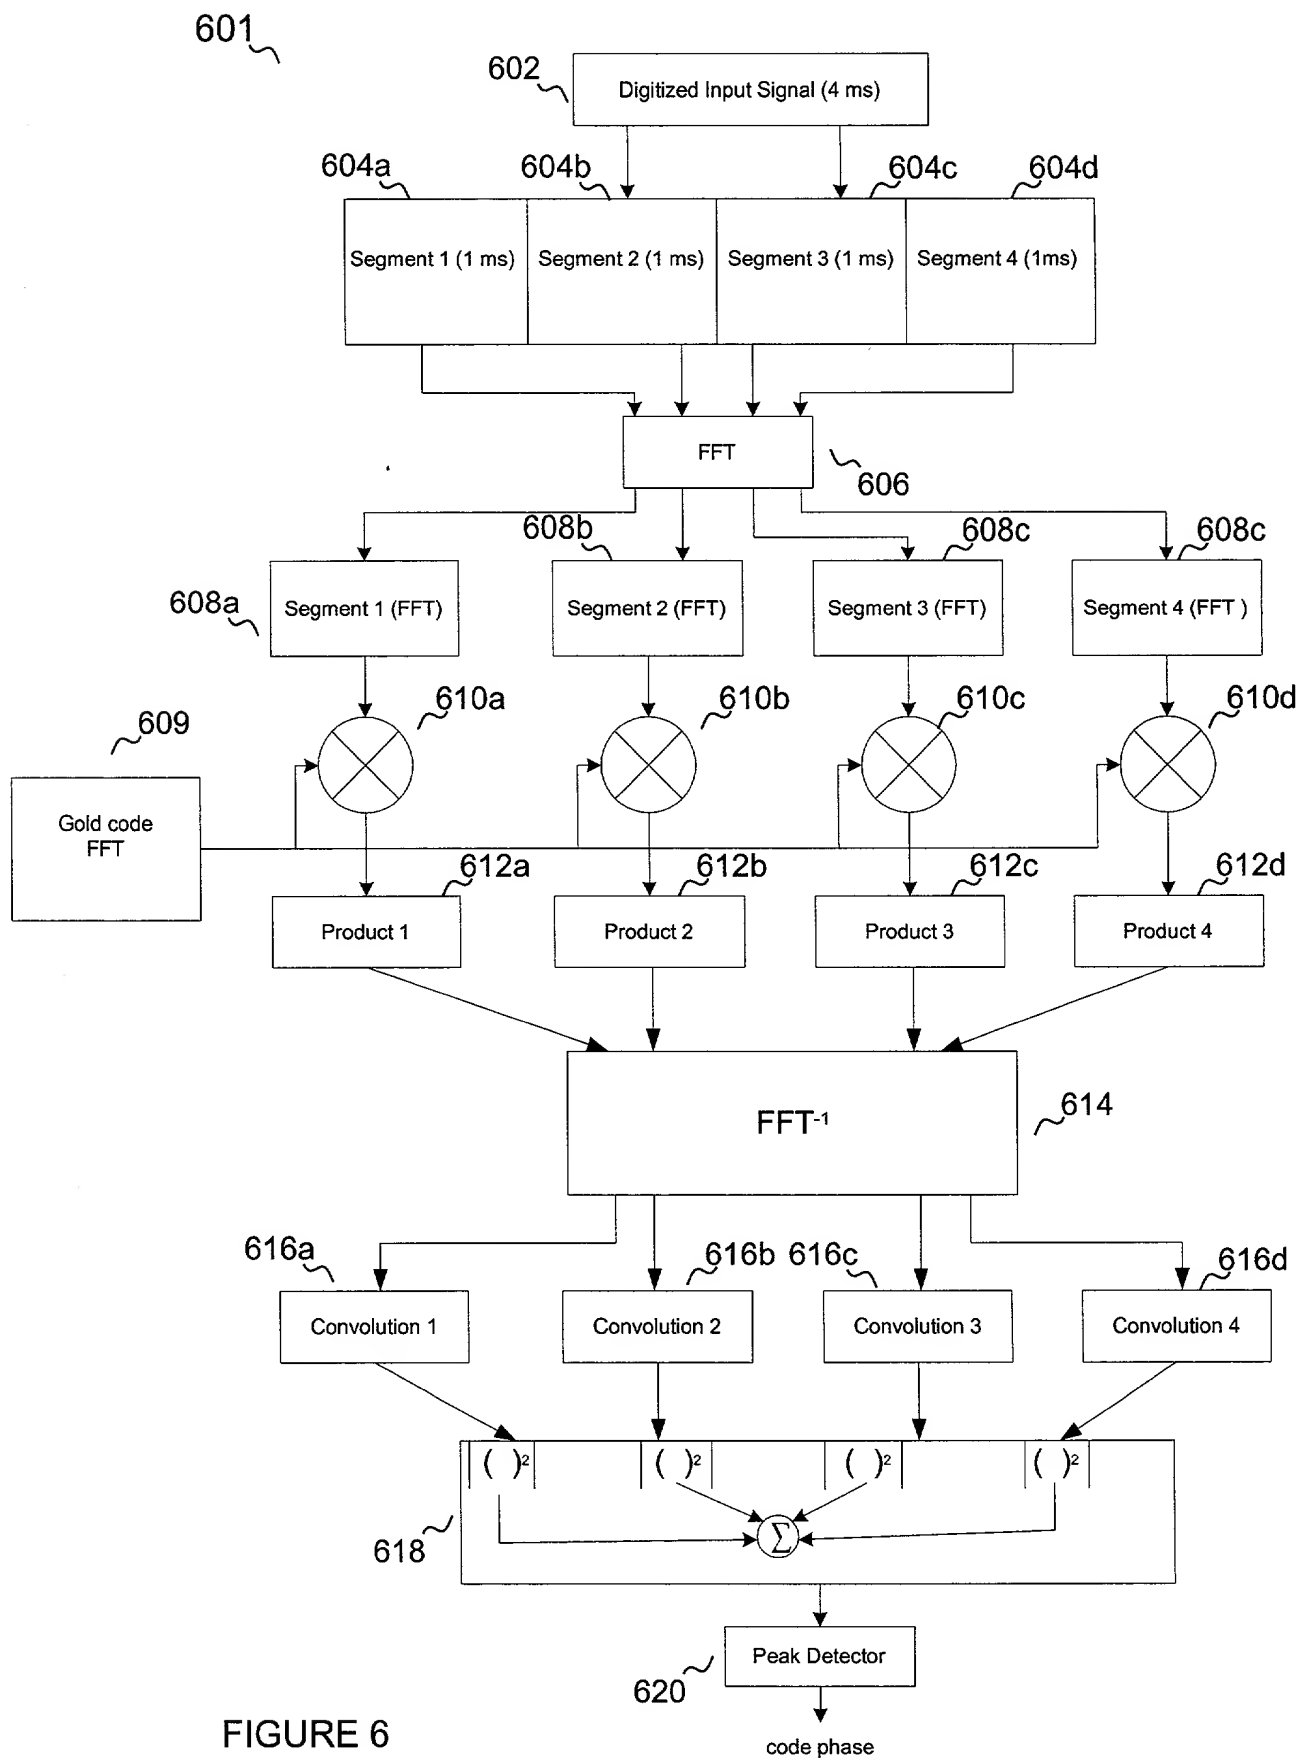 601
602
Digitized Input Signal (4 ms)
604a 604b 604c 604d
Segment 1 (1 ms) Segment 2 (1 ms) Segment 3 (1 ms) Segment 4 (1ms)
FFT
606
608b 608c 608c
608a
Segment 1 (FFT) Segment 2 (FFT) Segment 3 (FFT) Segment 4 (FFT )
610a 610b 610c 610d
609
Gold code
FFT
612a 612b 612c 612d
Product 1 Product 2 Product 3 Product 4
FFT-1
614
616a 616b 616c 616d
Convolution 1 Convolution 2 Convolution 3 Convolution 4
|( )²| |( )²| |( )²| |( )²|
Σ
618
Peak Detector
620
code phase
FIGURE 6